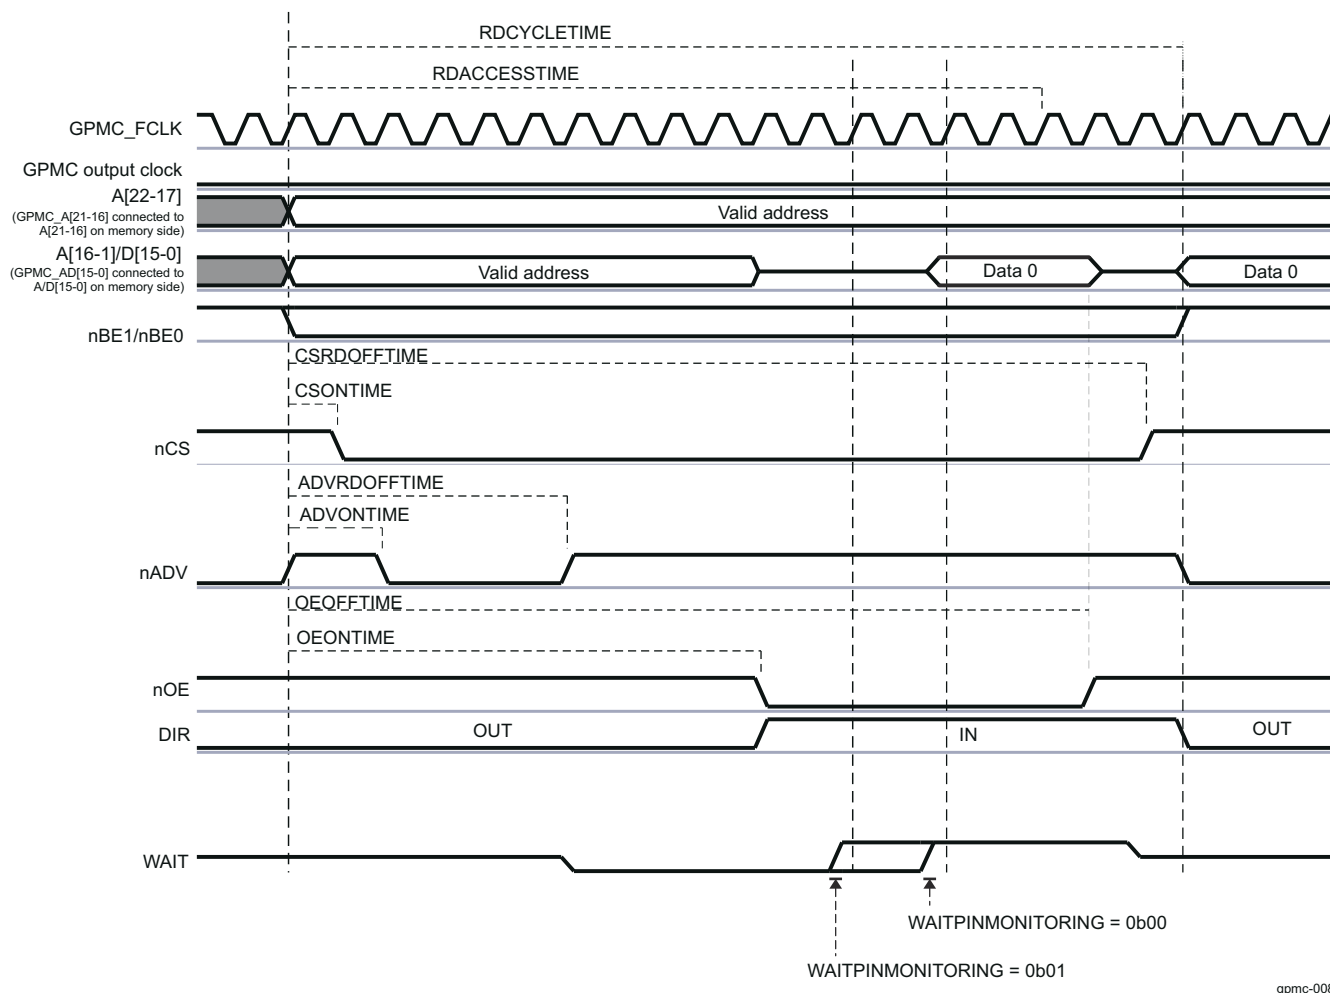 RDCYCLETIME
RDACCESSTIME
GPMC_FCLK
GPMC output clock
A[22-17]
(GPMC_A[21-16] connected to
A[21-16] on memory side)
Valid address
A[16-1]/D[15-0]
(GPMC_AD[15-0] connected to
A/D[15-0] on memory side)
Valid address
Data 0
Data 0
nBE1/nBE0
CSRDOFFTIME
CSONTIME
nCS
ADVRDOFFTIME
ADVONTIME
nADV
OEOFFTIME
OEONTIME
nOE
DIR
OUT
IN
OUT
WAIT
WAITPINMONITORING = 0b00
WAITPINMONITORING = 0b01
gpmc-008